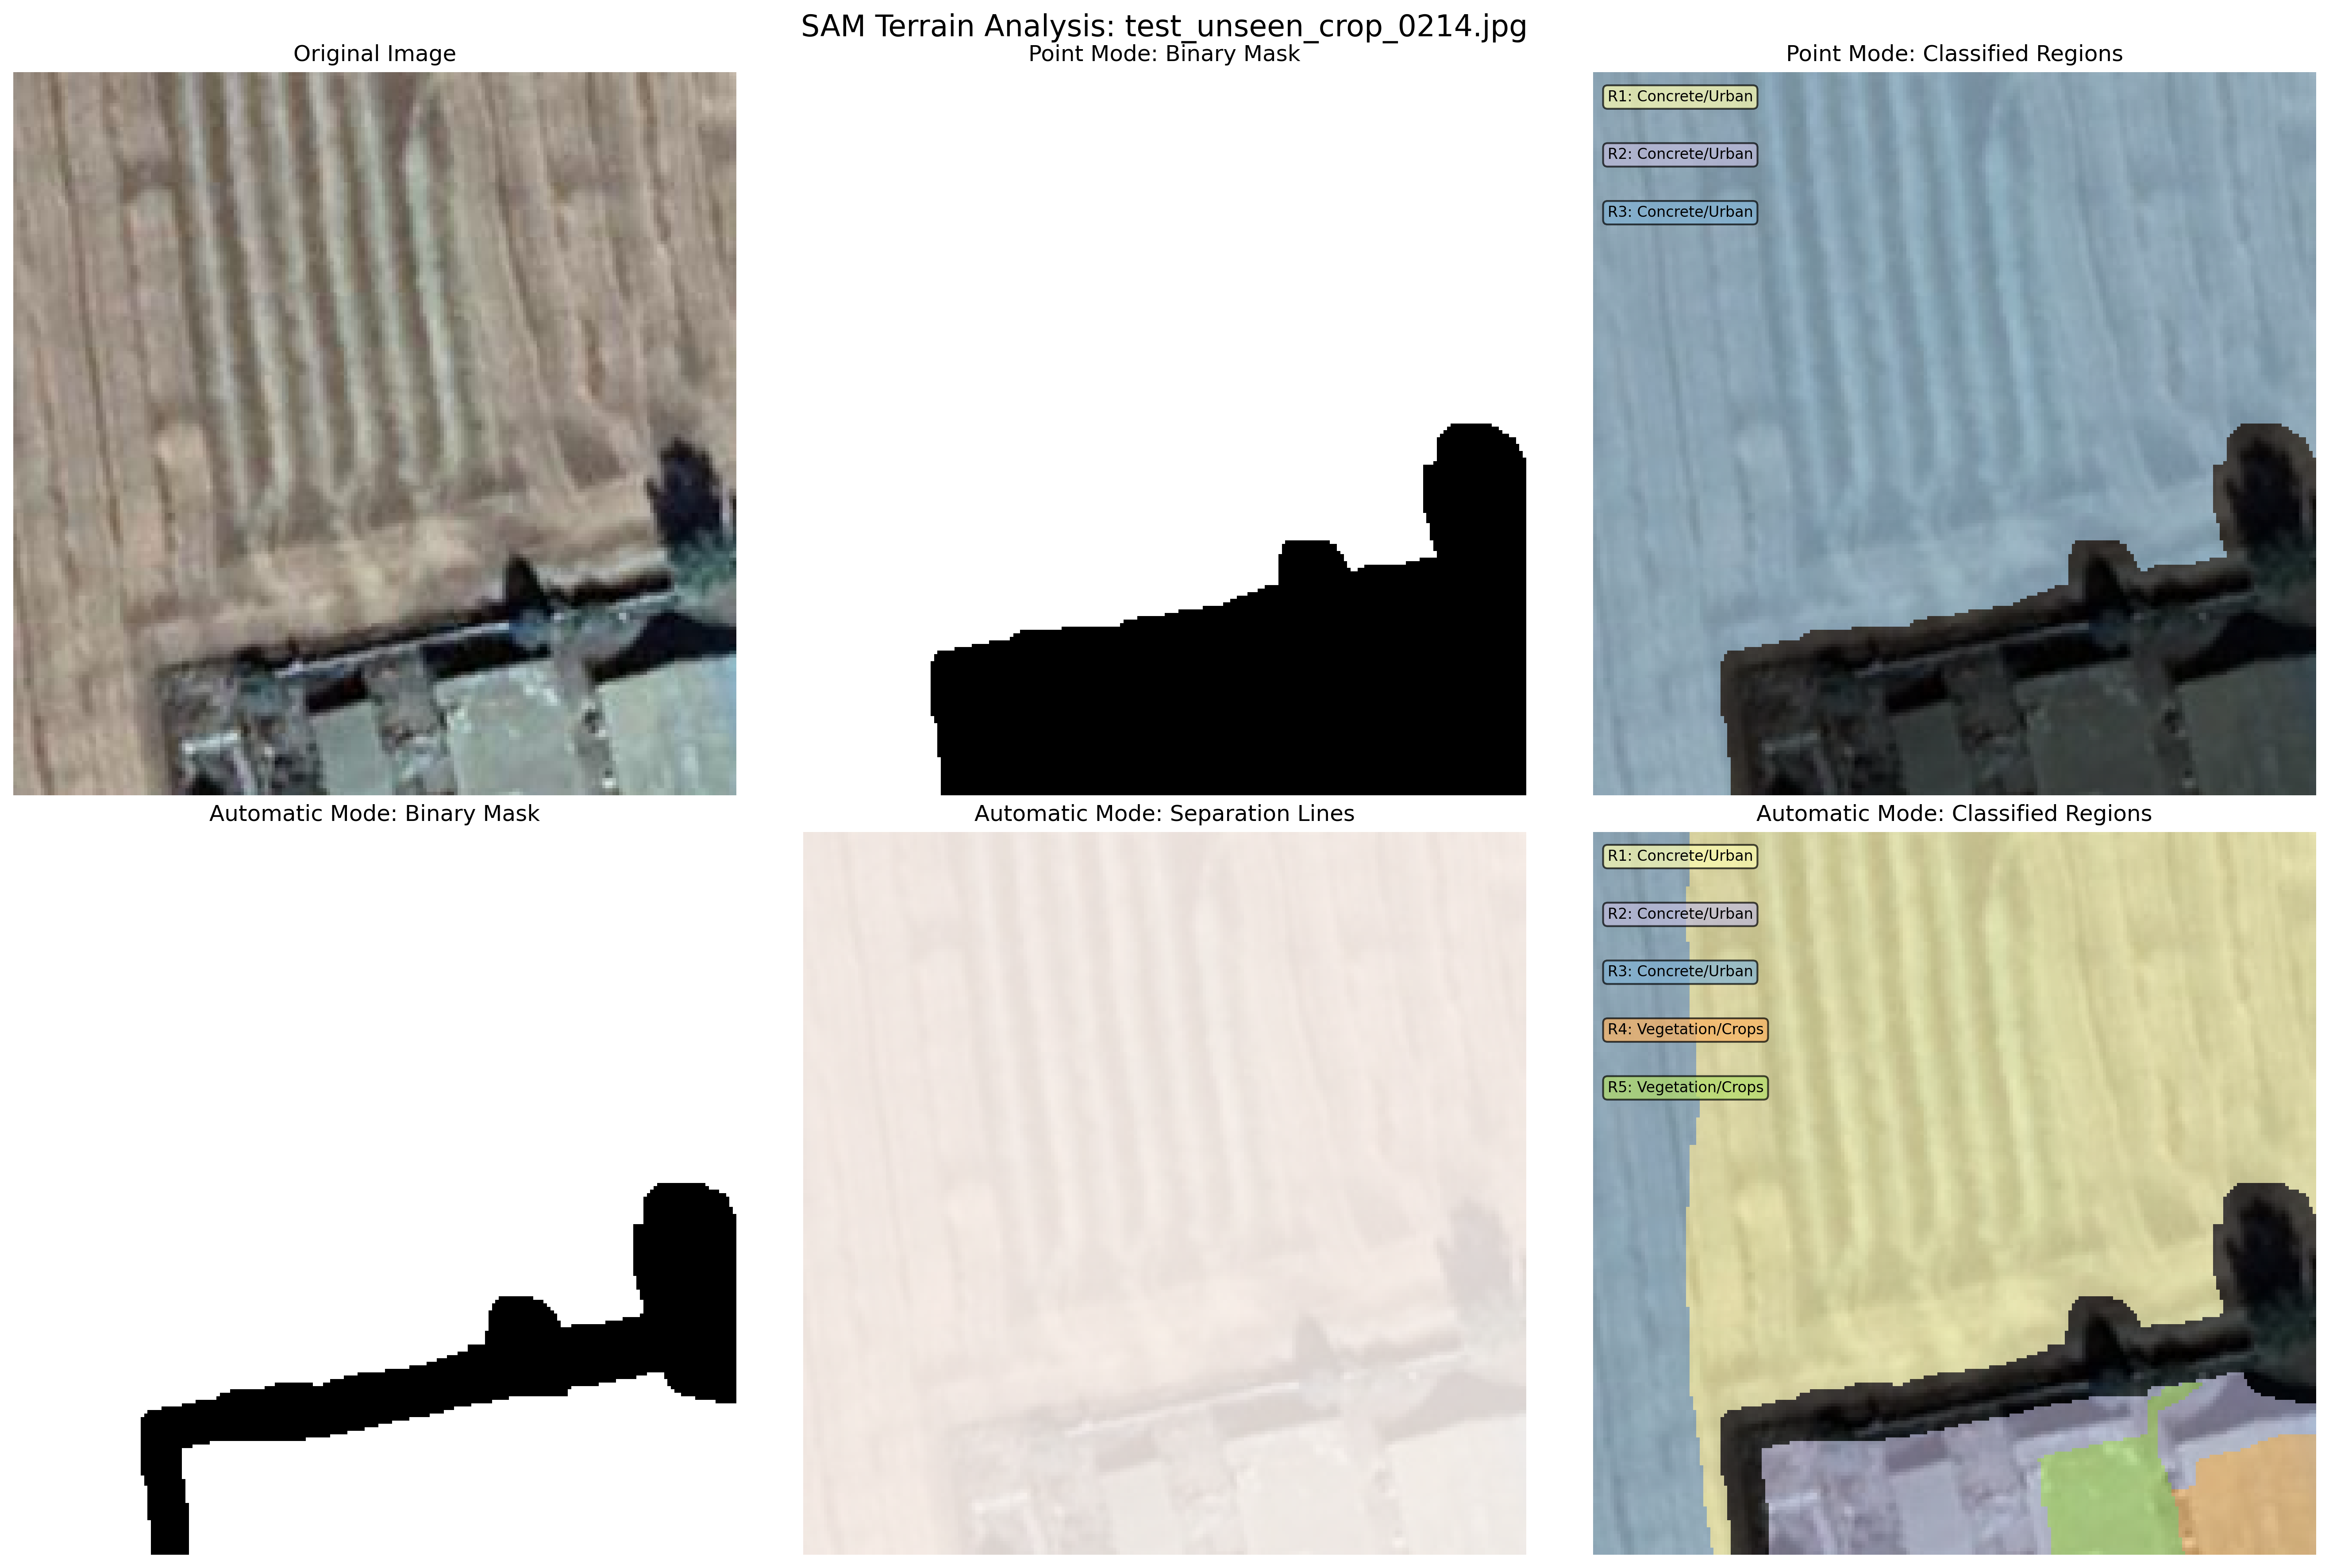 SAM Terrain Analysis: test_unseen_crop_0214.jpg
Original Image
Point Mode: Binary Mask
Point Mode: Classified Regions
R1: Concrete/Urban
R2: Concrete/Urban
R3: Concrete/Urban
Automatic Mode: Binary Mask
Automatic Mode: Separation Lines
Automatic Mode: Classified Regions
R1: Concrete/Urban
R2: Concrete/Urban
R3: Concrete/Urban
R4: Vegetation/Crops
R5: Vegetation/Crops